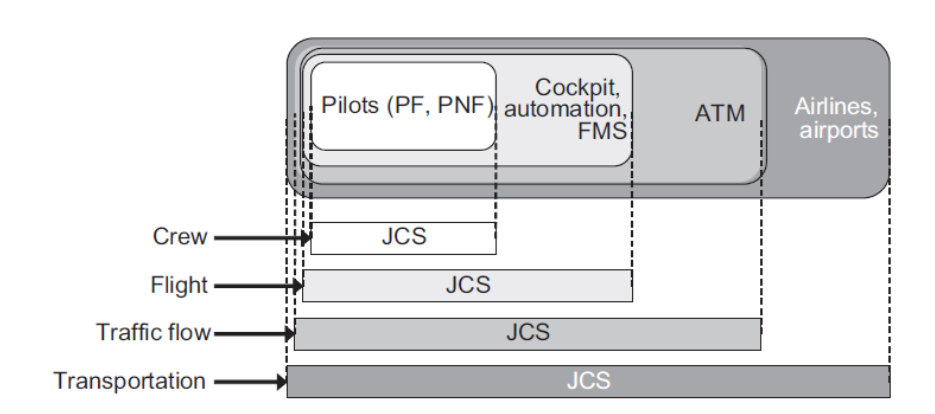 Pilots (PF, PNF)
Cockpit,
automation,
FMS
ATM
Airlines,
airports
Crew
JCS
Flight
JCS
Traffic flow
JCS
Transportation
JCS